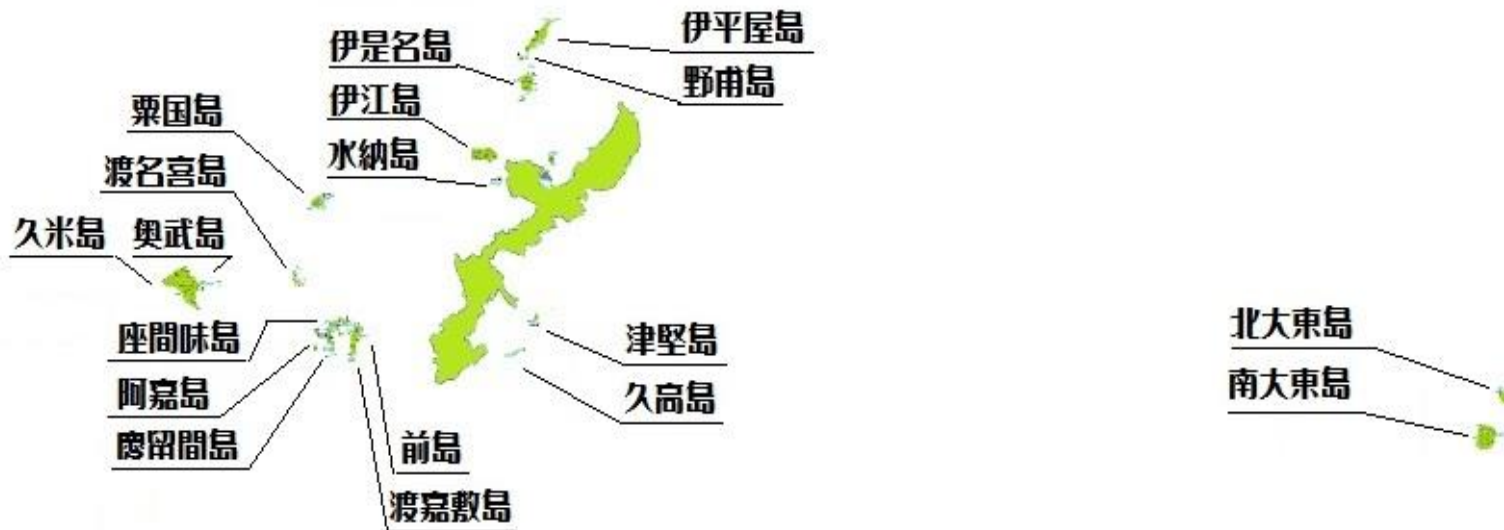 伊平屋島
伊是名島
野甫島
伊江島
粟国島
水納島
渡名喜島
久米島
奥武島
座間味島
津堅島
北大東島
阿嘉島
久高島
南大東島
慶留間島
前島
渡嘉敷島